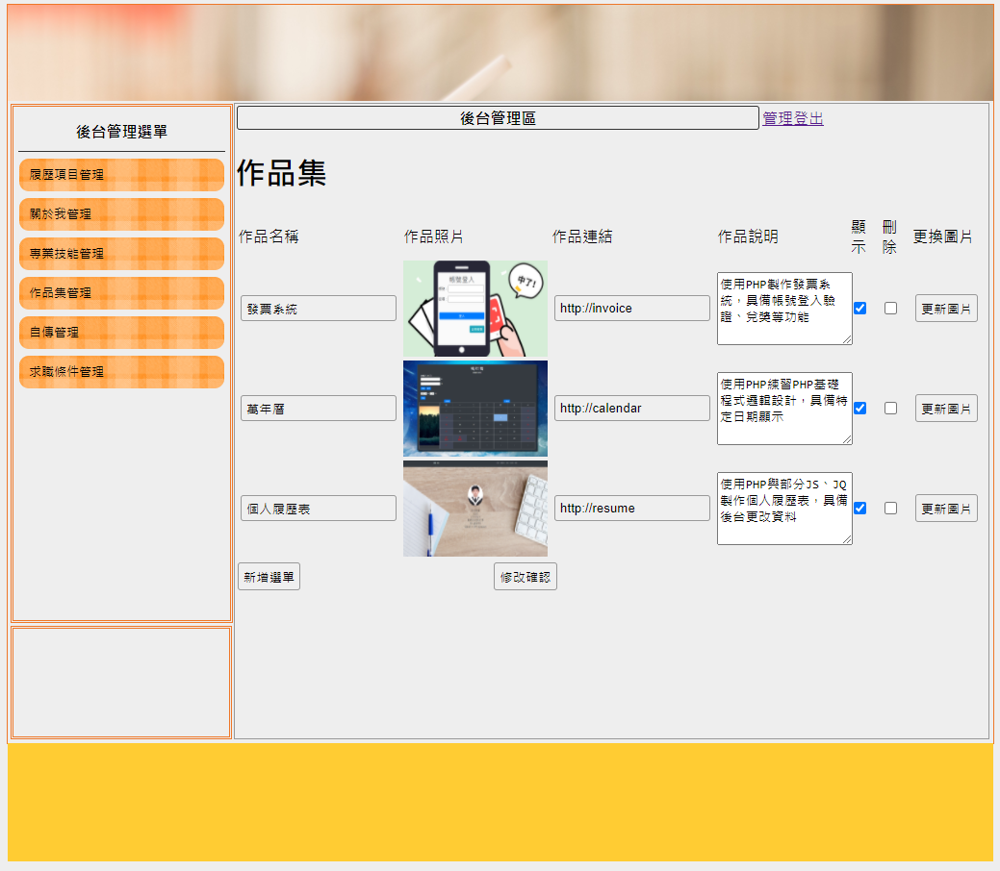 後台管理選單
履歷項目管理
關於我管理
專業技能管理
作品集管理
自傳管理
求職條件管理
後台管理區
管理登出
作品集
作品名稱
作品照片
作品連結
作品說明
顯
示
刪
除
更換圖片
發票系統
帳號登入
中了!
http://invoice
使用PHP製作發票系
統，具備帳號登入驗
證、兌獎等功能
更新圖片
萬年曆
http://calendar
使用PHP練習PHP基礎
程式邏輯設計，具備特
定日期顯示
更新圖片
個人履歷表
http://resume
使用PHP與部分JS、JQ
製作個人履歷表，具備
後台更改資料
更新圖片
新增選單
修改確認